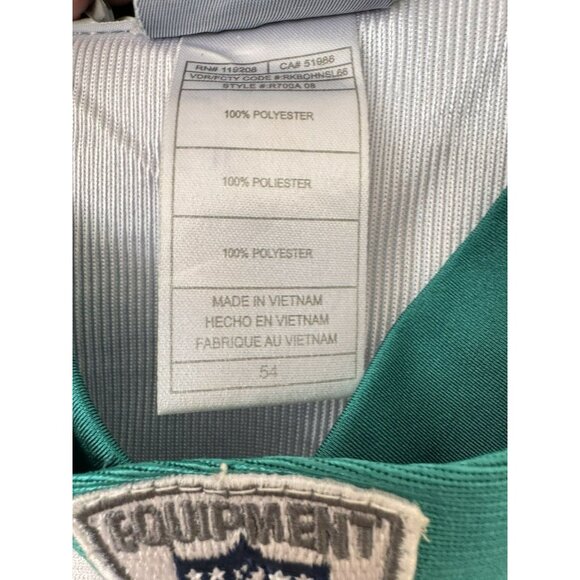 RN# 119208 CA# 51986
VDR/FCTY CODE #:RKBOHNSL66
STYLE #:R700A 08
100% POLYESTER
100% POLIESTER
100% POLYESTER
MADE IN VIETNAM
HECHO EN VIETNAM
FABRIQUE AU VIETNAM
54
EQUIPMENT